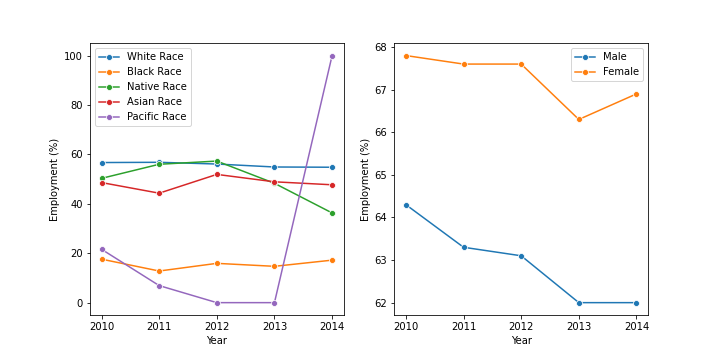 White Race
Black Race
Native Race
Asian Race
Pacific Race
100
80
60
40
20
0
Employment (%)
2010 2011 2012 2013 2014
Year
Male
Female
68
67
66
65
64
63
62
Employment (%)
2010 2011 2012 2013 2014
Year